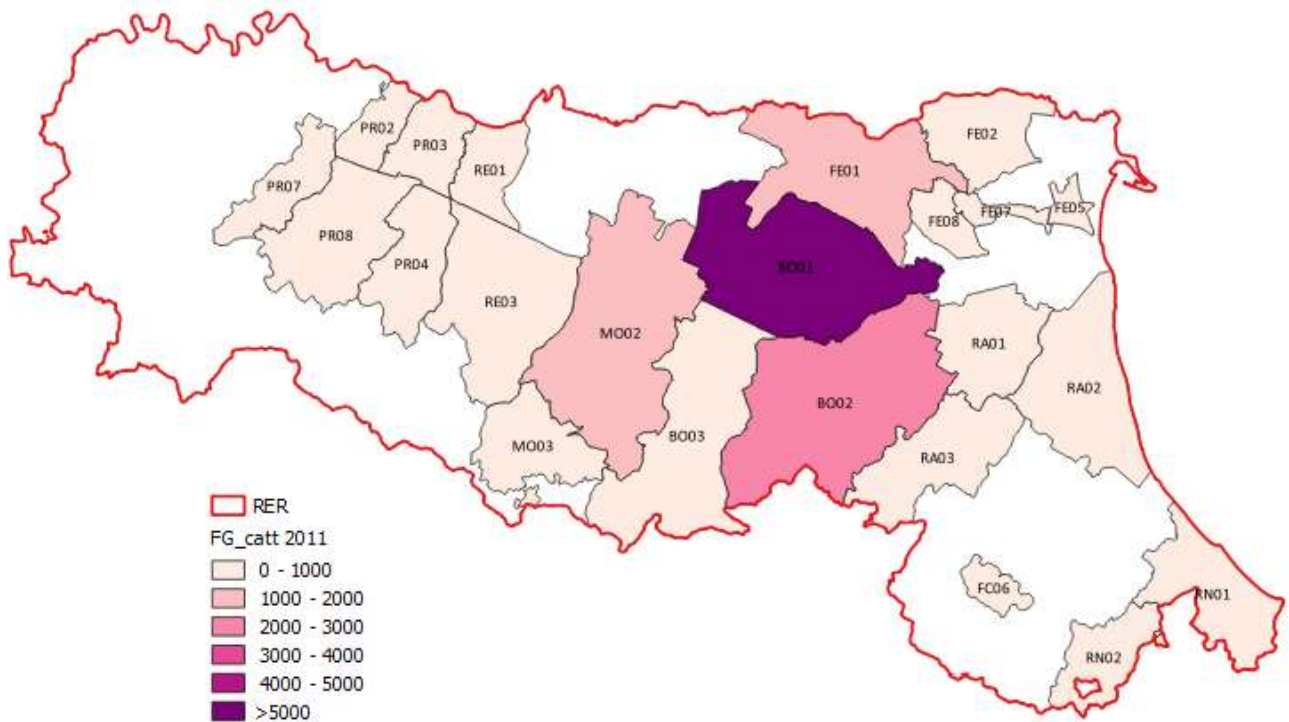 PR02
PR03
FE02
RE01
FE01
PR07
FE05
FE07
FE08
PR08
PR04
BO01
RE03
MO02
RA01
RA02
BO02
BO03
MO03
RA03
RER
FG_catt 2011
0 - 1000
1000 - 2000
2000 - 3000
3000 - 4000
4000 - 5000
>5000
FC06
RN01
RN02